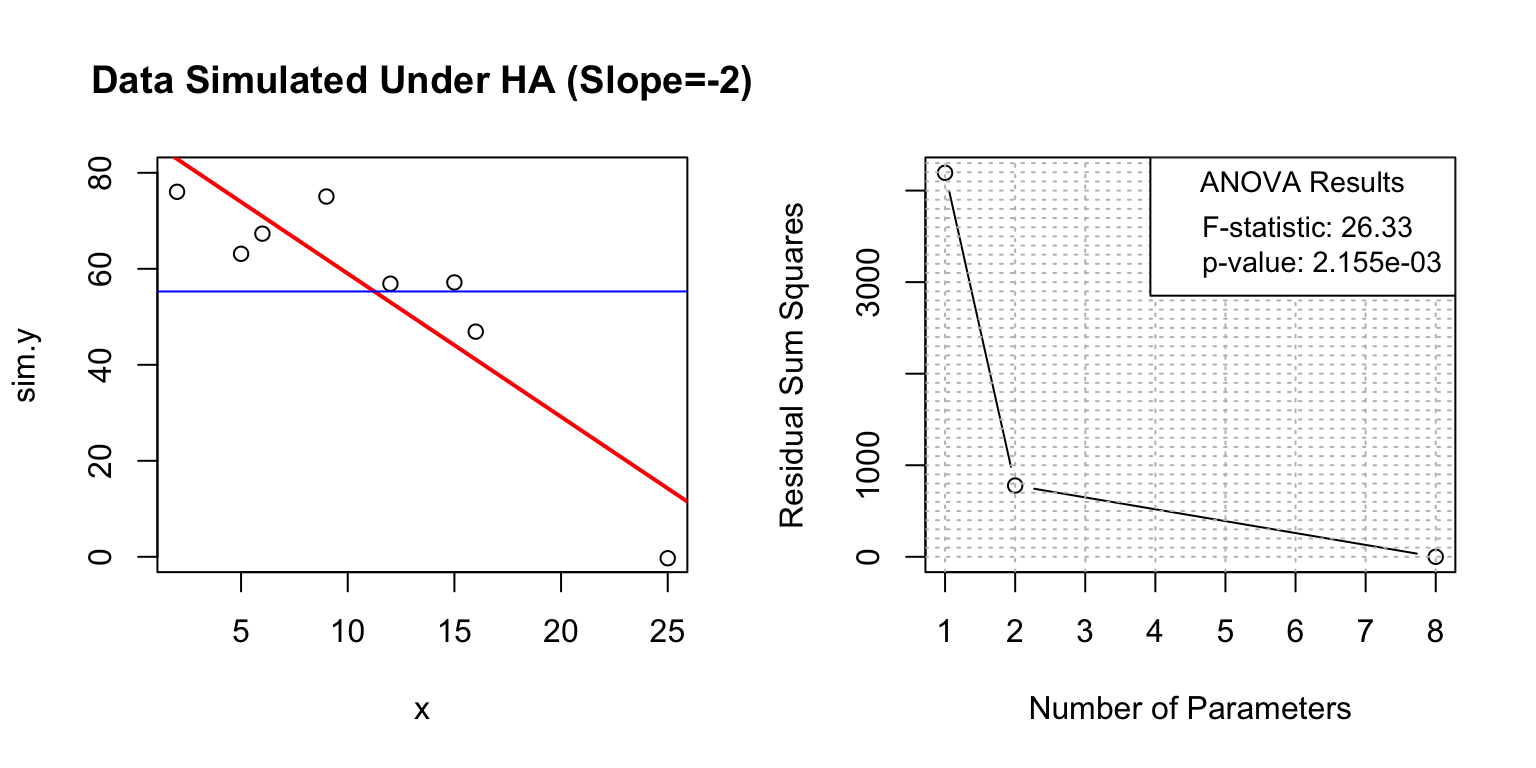 Data Simulated Under HA (Slope=-2)
sim.y
80
60
40
20
0
5 10 15 20 25
x
Residual Sum Squares
3000
1000
0
ANOVA Results
F-statistic: 26.33
p-value: 2.155e-03
1 2 3 4 5 6 7 8
Number of Parameters